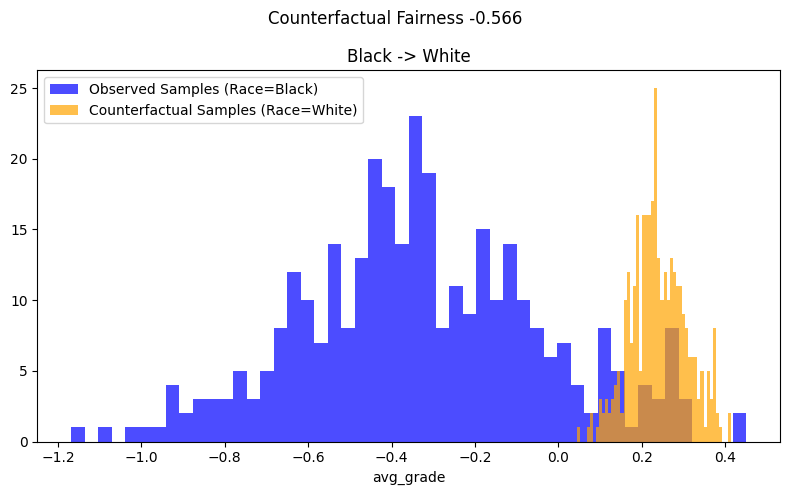 Counterfactual Fairness -0.566
Black -> White
Observed Samples (Race=Black)
Counterfactual Samples (Race=White)
25
20
15
10
5
0
−1.2 −1.0 −0.8 −0.6 −0.4 −0.2 0.0 0.2 0.4
avg_grade